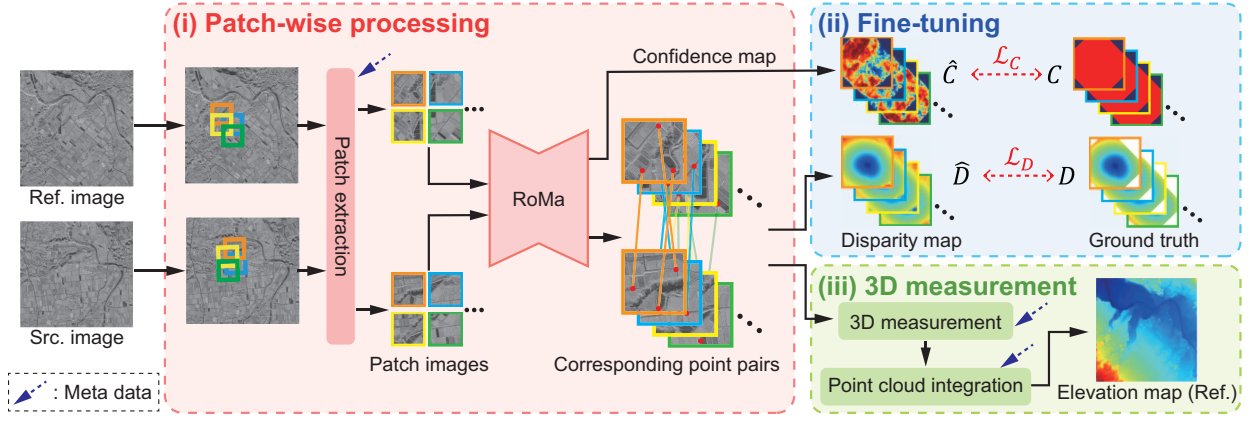 (i) Patch-wise processing
(ii) Fine-tuning
Confidence map
Ĉ
ℒ_C
C
Ref. image
Patch extraction
RoMa
D̂
ℒ_D
D
Disparity map
Ground truth
Src. image
(iii) 3D measurement
3D measurement
Patch images
Corresponding point pairs
Point cloud integration
Elevation map (Ref.)
: Meta data